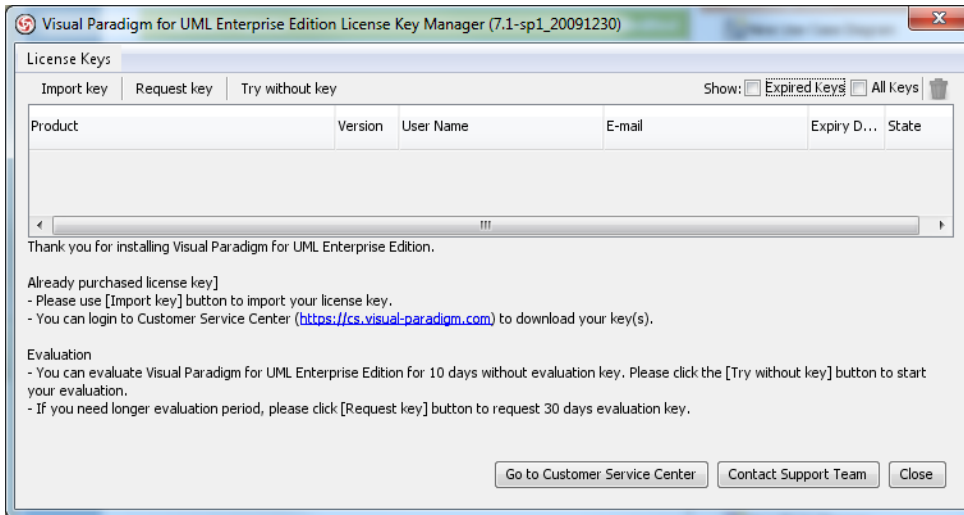 Visual Paradigm for UML Enterprise Edition License Key Manager (7.1-sp1_20091230)
License Keys
Import key Request key Try without key Show: Expired Keys All Keys
Product Version User Name E-mail Expiry D... State
Thank you for installing Visual Paradigm for UML Enterprise Edition.
Already purchased license key]
- Please use [Import key] button to import your license key.
- You can login to Customer Service Center (https://cs.visual-paradigm.com) to download your key(s).
Evaluation
- You can evaluate Visual Paradigm for UML Enterprise Edition for 10 days without evaluation key. Please click the [Try without key] button to start
your evaluation.
- If you need longer evaluation period, please click [Request key] button to request 30 days evaluation key.
Go to Customer Service Center Contact Support Team Close